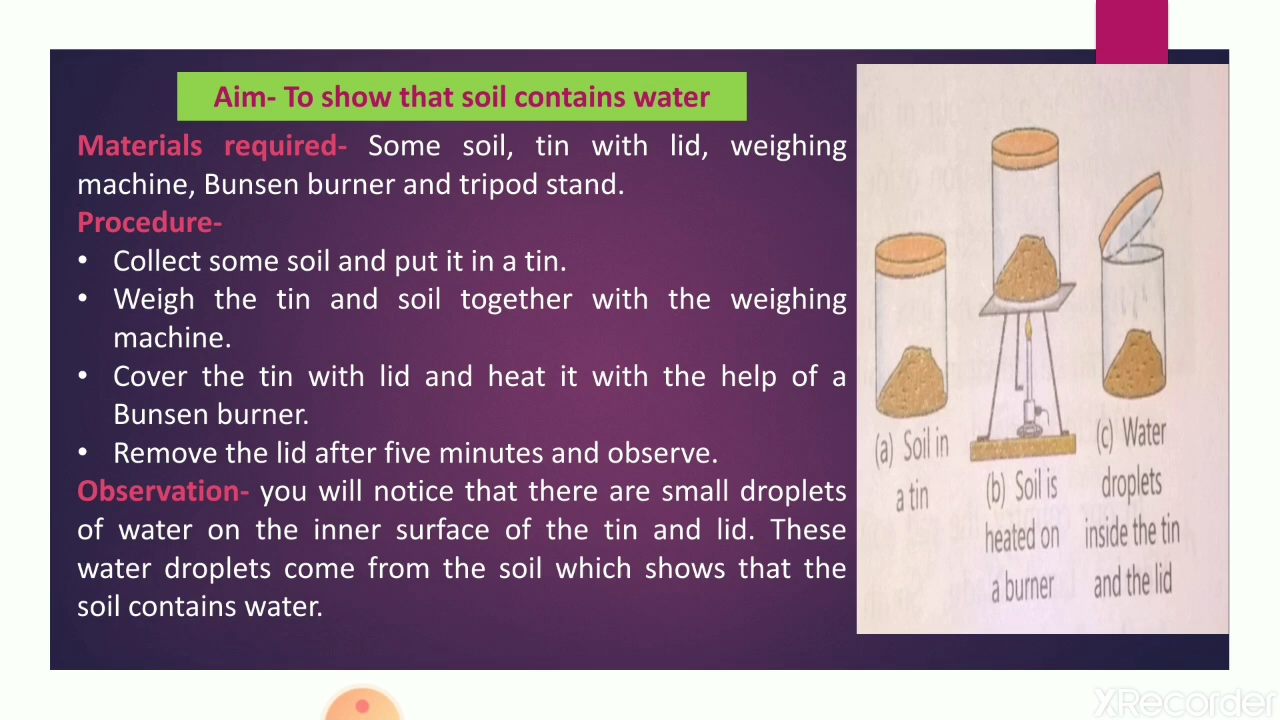 Aim- To show that soil contains water
Materials required- Some soil, tin with lid, weighing
machine, Bunsen burner and tripod stand.
Procedure-
• Collect some soil and put it in a tin.
• Weigh the tin and soil together with the weighing
machine.
• Cover the tin with lid and heat it with the help of a
Bunsen burner.
• Remove the lid after five minutes and observe.
Observation- you will notice that there are small droplets
of water on the inner surface of the tin and lid. These
water droplets come from the soil which shows that the
soil contains water.
(a) Soil in
a tin
(b) Soil is
heated on
a burner
(c) Water
droplets
inside the tin
and the lid
XRecorder